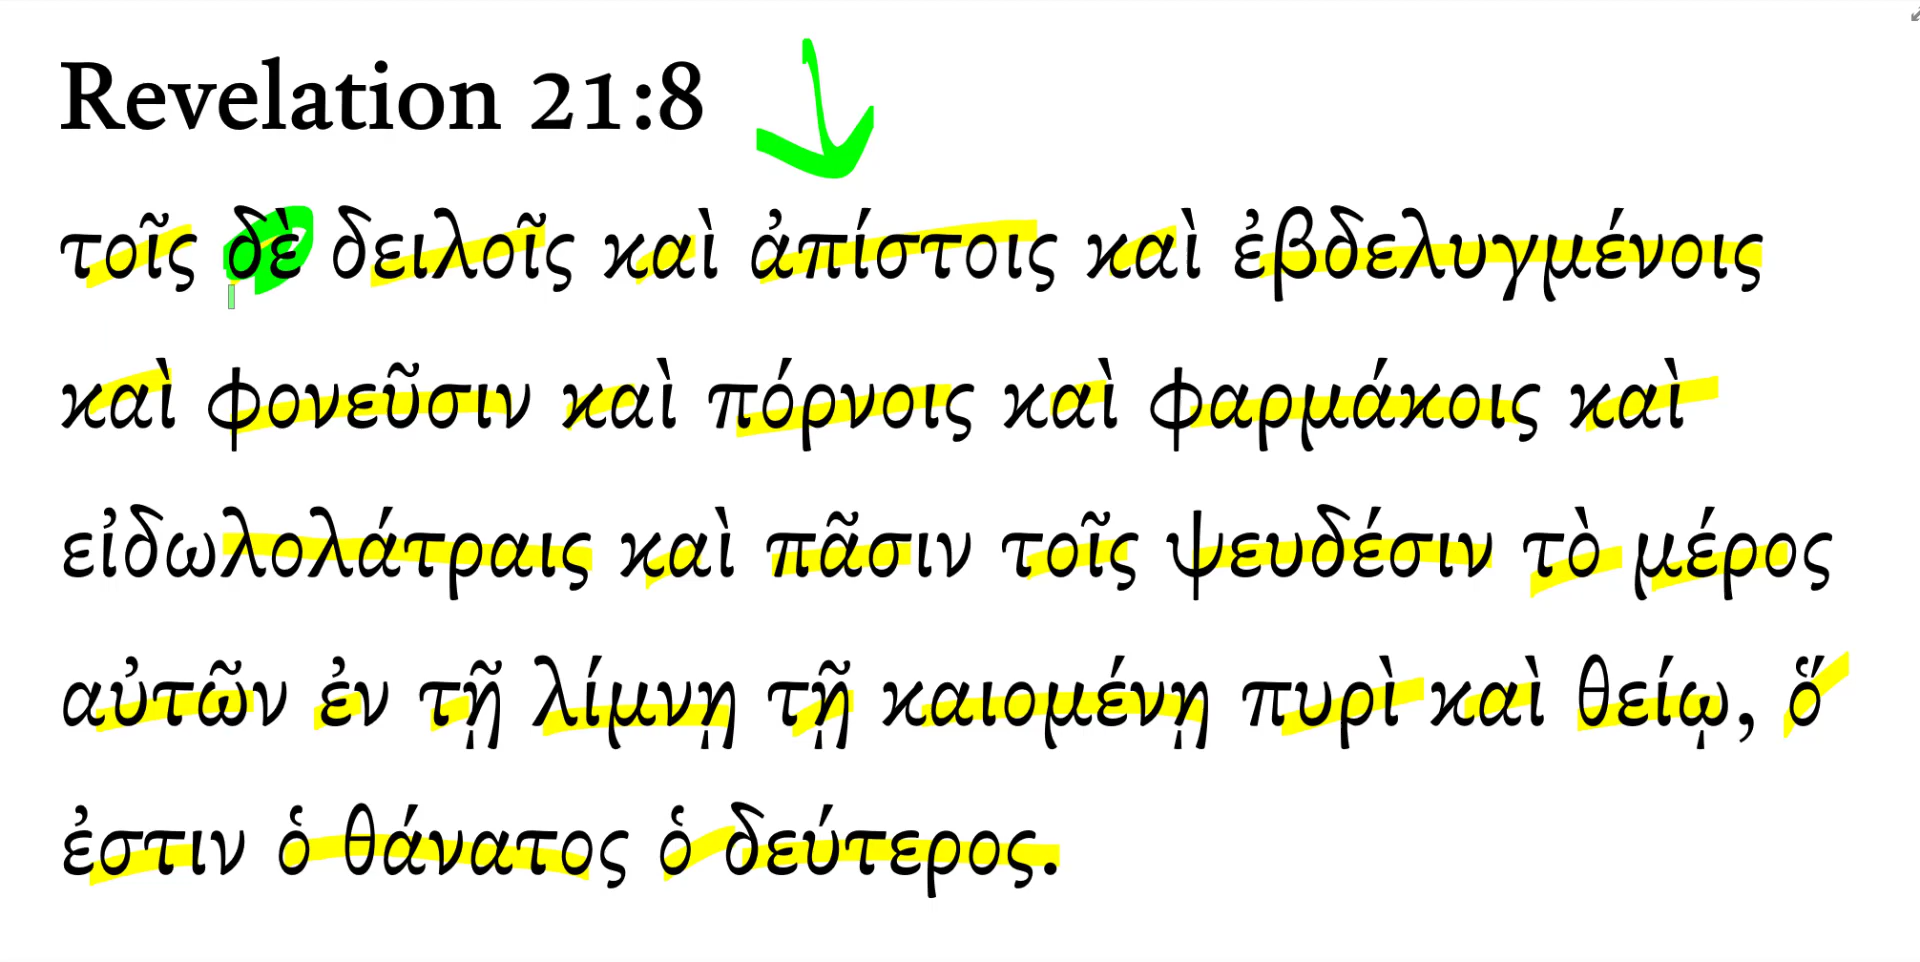 Revelation 21:8
τοῖς δὲ δειλοῖς καὶ ἀπίστοις καὶ ἐβδελυγμένοις
καὶ φονεῦσιν καὶ πόρνοις καὶ φαρμάκοις καὶ
εἰδωλολάτραις καὶ πᾶσιν τοῖς ψευδέσιν τὸ μέρος
αὐτῶν ἐν τῇ λίμνῃ τῇ καιομένῃ πυρὶ καὶ θείῳ, ὅ
ἐστιν ὁ θάνατος ὁ δεύτερος.